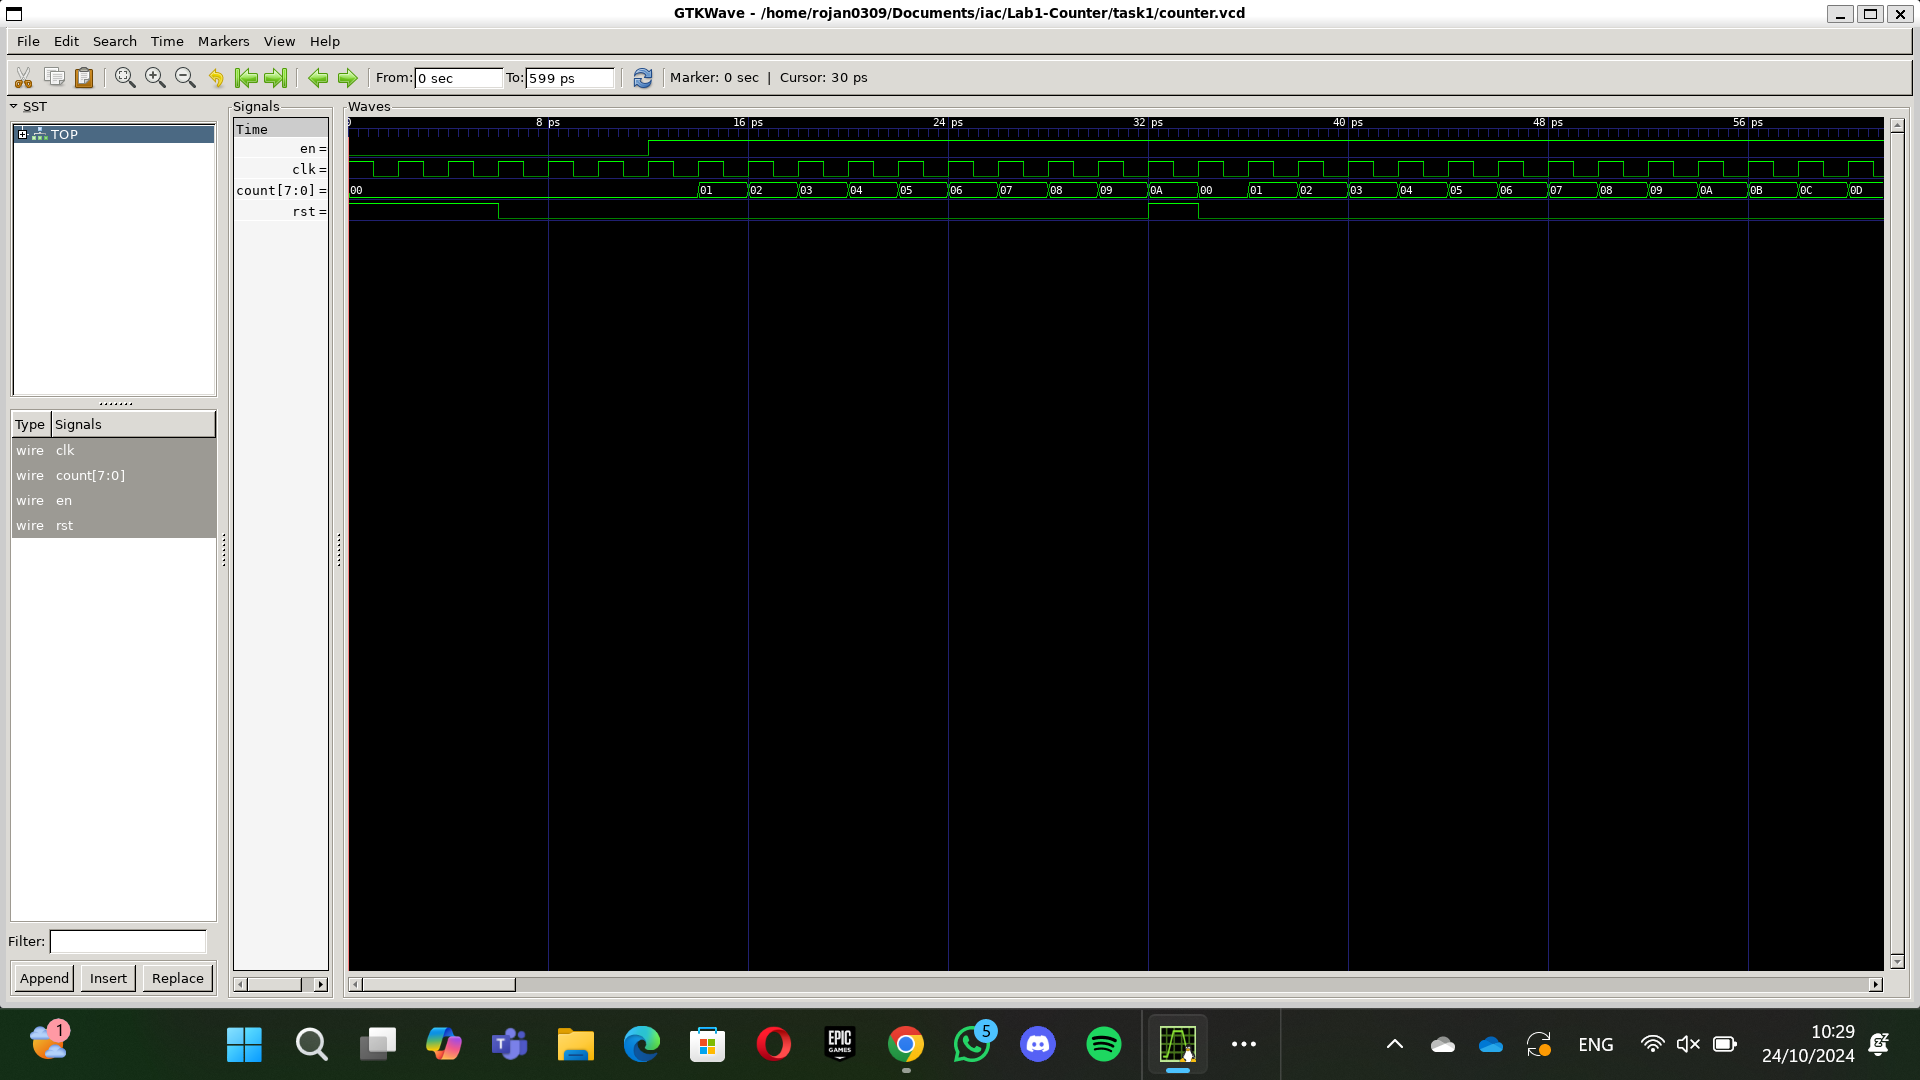 GTKWave - /home/rojan0309/Documents/iac/Lab1-Counter/task1/counter.vcd
File Edit Search Time Markers View Help
From: 0 sec To: 599 ps Marker: 0 sec | Cursor: 30 ps
SST
TOP
Type Signals
wire clk
wire count[7:0]
wire en
wire rst
Filter:
Append Insert Replace
Signals
Time
en =
clk =
count[7:0] =
rst =
Waves
0 8 ps 16 ps 24 ps 32 ps 40 ps 48 ps 56 ps
00 01 02 03 04 05 06 07 08 09 0A 00 01 02 03 04 05 06 07 08 09 0A 0B 0C 0D
1
EPIC
GAMES
5
ENG
10:29
24/10/2024